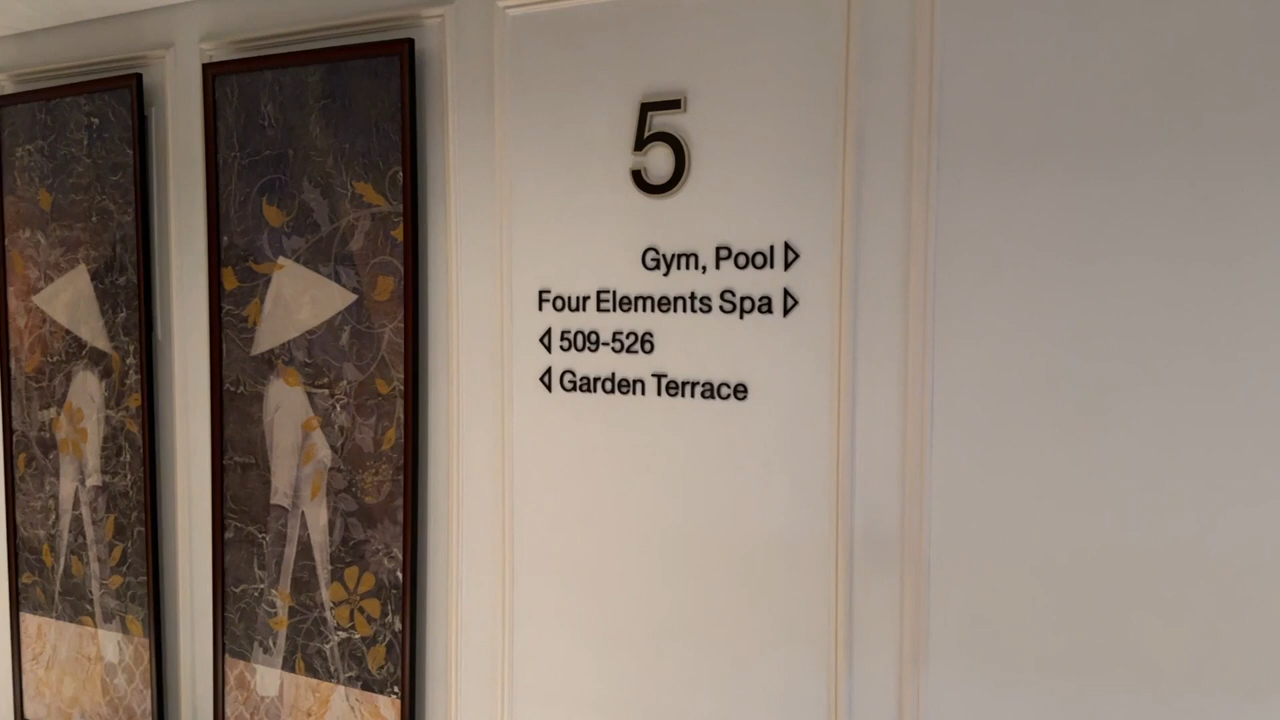 5
Gym, Pool ▷
Four Elements Spa ▷
◁ 509-526
◁ Garden Terrace